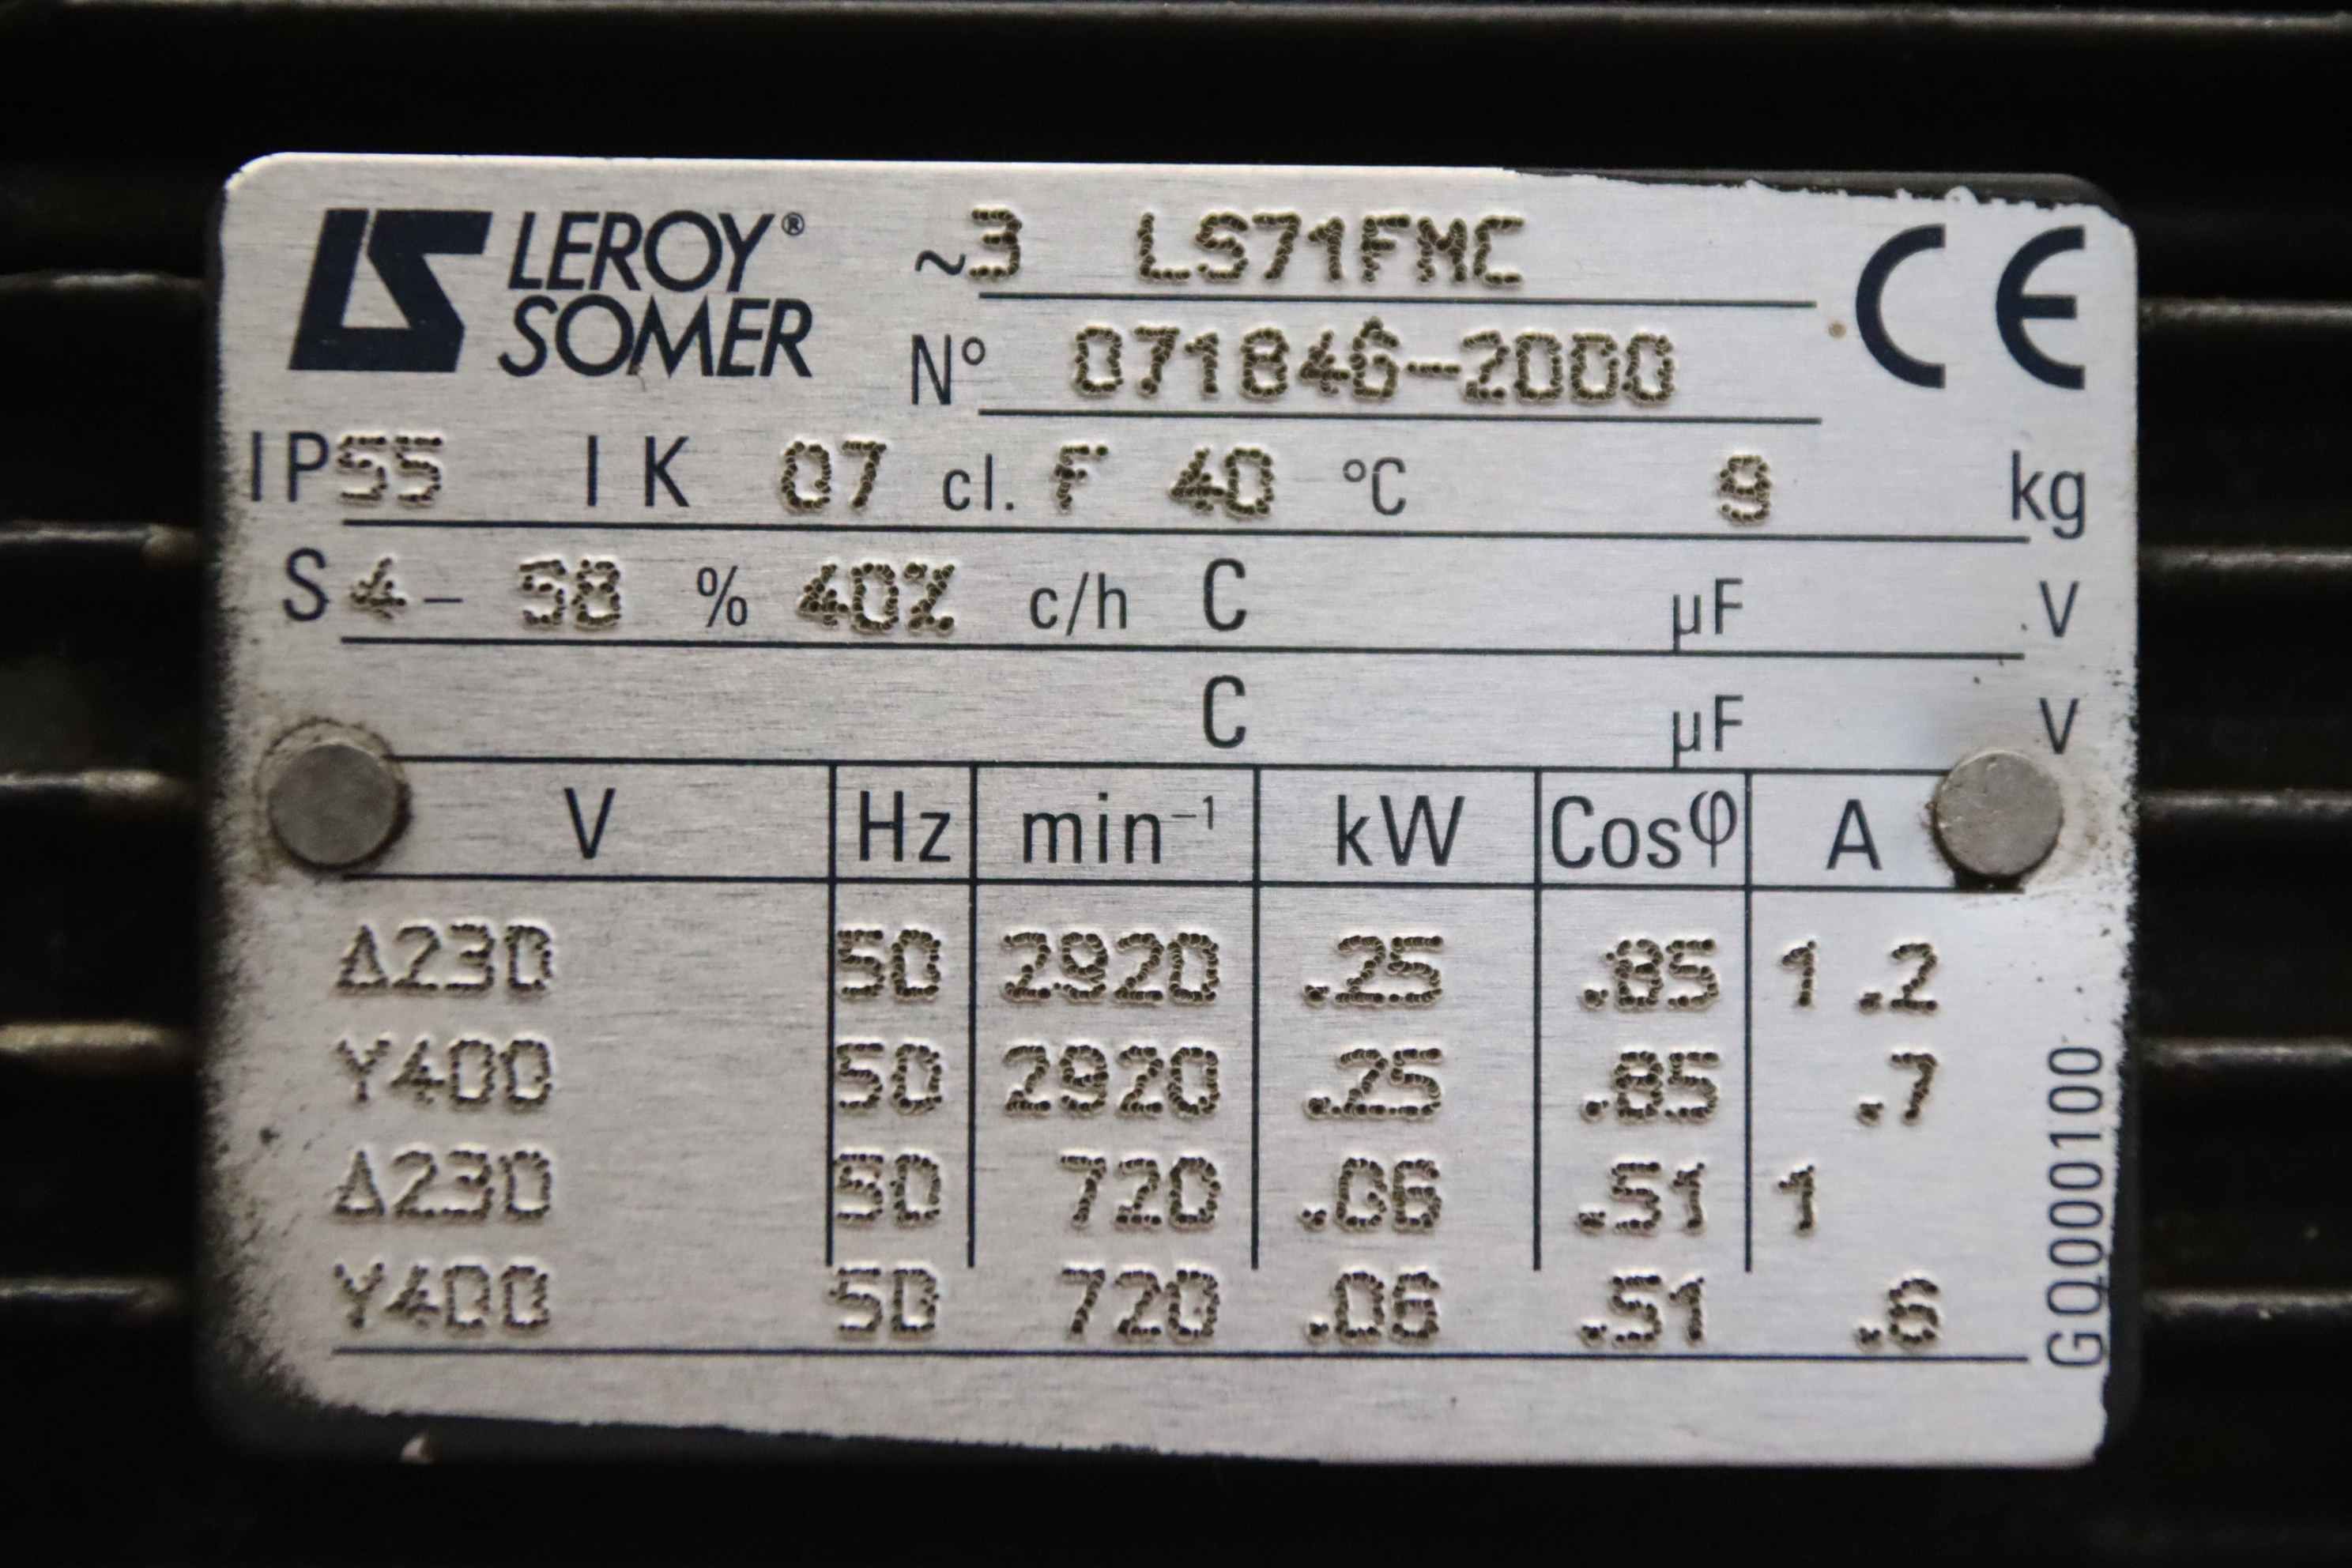 LS LEROY® SOMER
~3 LS71FMC
N° 071846-2000
CE
IP55 IK 07 cl. F 40 °C 9 kg
S4- 58 % 40% c/h C µF V
C µF V
V Hz min⁻¹ kW Cosφ A
Δ230 50 2920 .25 .85 1.2
Y400 50 2920 .25 .85 .7
Δ230 50 720 .06 .51 1
Y400 50 720 .06 .51 .6
GQ000100